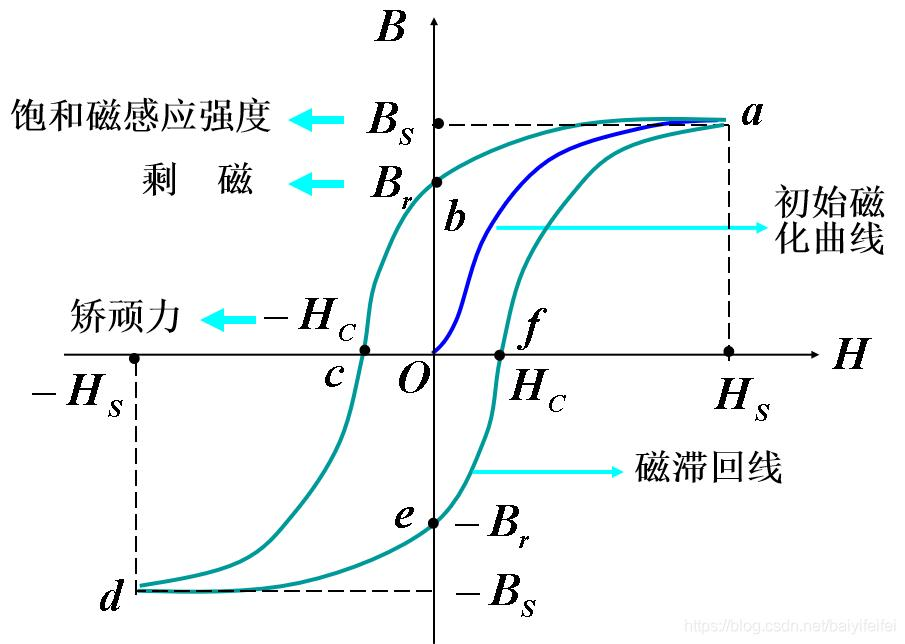 B
饱和磁感应强度 B_S a
剩 磁 B_r
b
初始磁
化曲线
矫顽力 -H_C f
c O H
-H_S H_C H_S
磁滞回线
e -B_r
d -B_S
https://blog.csdn.net/baiyifeifei